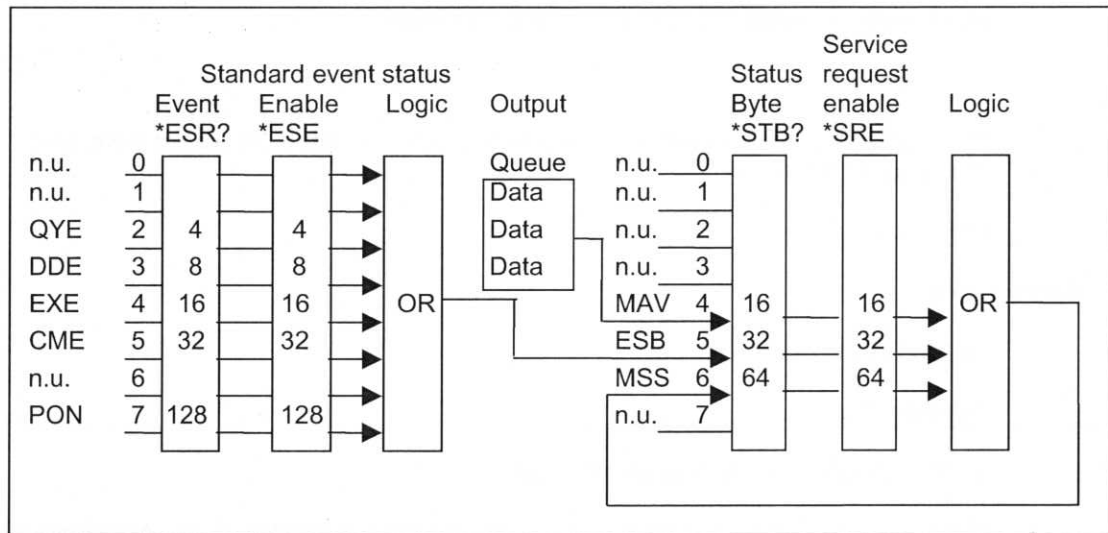 Service
Standard event status Status request
Event Enable Logic Output Byte enable Logic
*ESR? *ESE *STB? *SRE
n.u. 0 Queue n.u. 0
n.u. 1 Data n.u. 1
QYE 2 4 4 Data n.u. 2
DDE 3 8 8 Data n.u. 3
EXE 4 16 16 OR MAV 4 16 16 OR
CME 5 32 32 ESB 5 32 32
n.u. 6 MSS 6 64 64
PON 7 128 128 n.u. 7